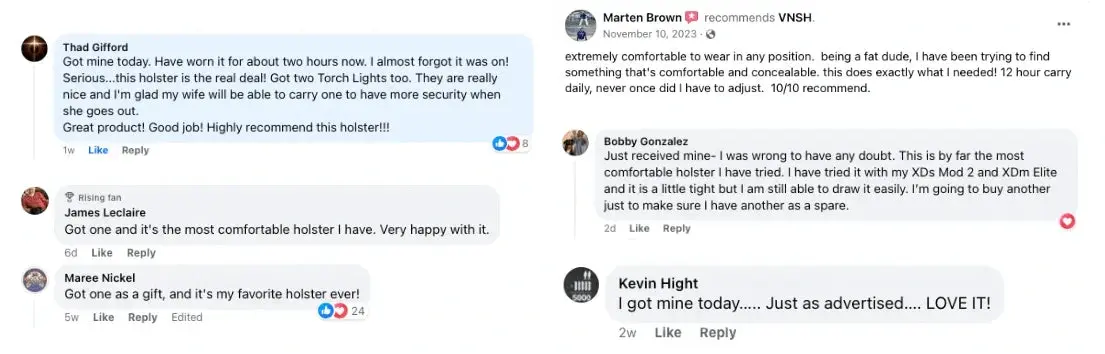 Thad Gifford
Got mine today. Have worn it for about two hours now. I almost forgot it was on!
Serious...this holster is the real deal! Got two Torch Lights too. They are really
nice and I'm glad my wife will be able to carry one to have more security when
she goes out.
Great product! Good job! Highly recommend this holster!!!
8
1w Like Reply
Rising fan
James Leclaire
Got one and it's the most comfortable holster I have. Very happy with it.
6d Like Reply
Maree Nickel
Got one as a gift, and it's my favorite holster ever!
24
5w Like Reply Edited
Marten Brown recommends VNSH.
November 10, 2023 ·
extremely comfortable to wear in any position. being a fat dude, I have been trying to find
something that's comfortable and concealable. this does exactly what I needed! 12 hour carry
daily, never once did I have to adjust. 10/10 recommend.
Bobby Gonzalez
Just received mine- I was wrong to have any doubt. This is by far the most
comfortable holster I have tried. I have tried it with my XDs Mod 2 and XDm Elite
and it is a little tight but I am still able to draw it easily. I'm going to buy another
just to make sure I have another as a spare.
2d Like Reply
5000
Kevin Hight
I got mine today..... Just as advertised.... LOVE IT!
2w Like Reply